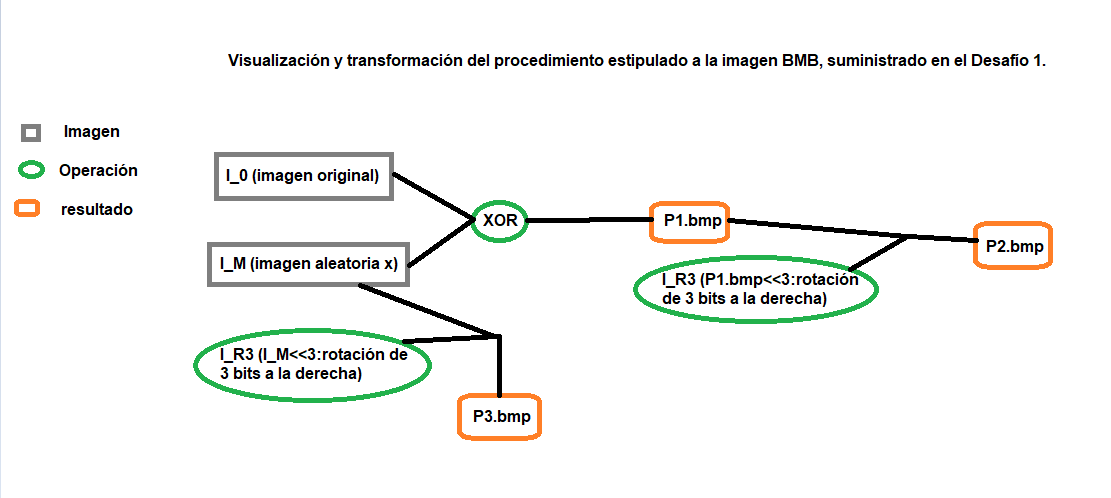 Visualización y transformación del procedimiento estipulado a la imagen BMB, suministrado en el Desafio 1.
Imagen
Operación
resultado
I_0 (imagen original)
I_M (imagen aleatoria x)
XOR
P1.bmp
P2.bmp
I_R3 (P1.bmp<<3:rotación
de 3 bits a la derecha)
I_R3 (I_M<<3:rotación de
3 bits a la derecha)
P3.bmp